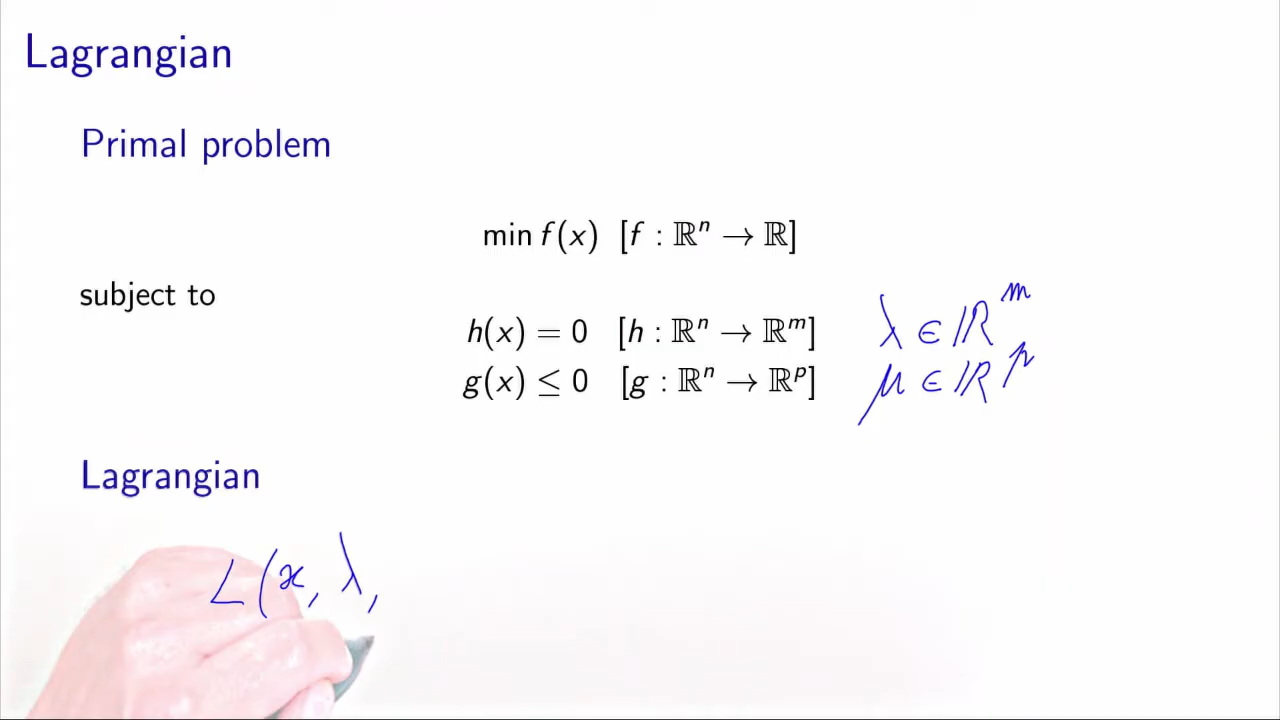 Lagrangian
Primal problem
min f(x) [f : ℝⁿ → ℝ]
subject to
h(x) = 0 [h : ℝⁿ → ℝᵐ] λ ∈ ℝᵐ
g(x) ≤ 0 [g : ℝⁿ → ℝᵖ] μ ∈ ℝᵖ
Lagrangian
L(x, λ,